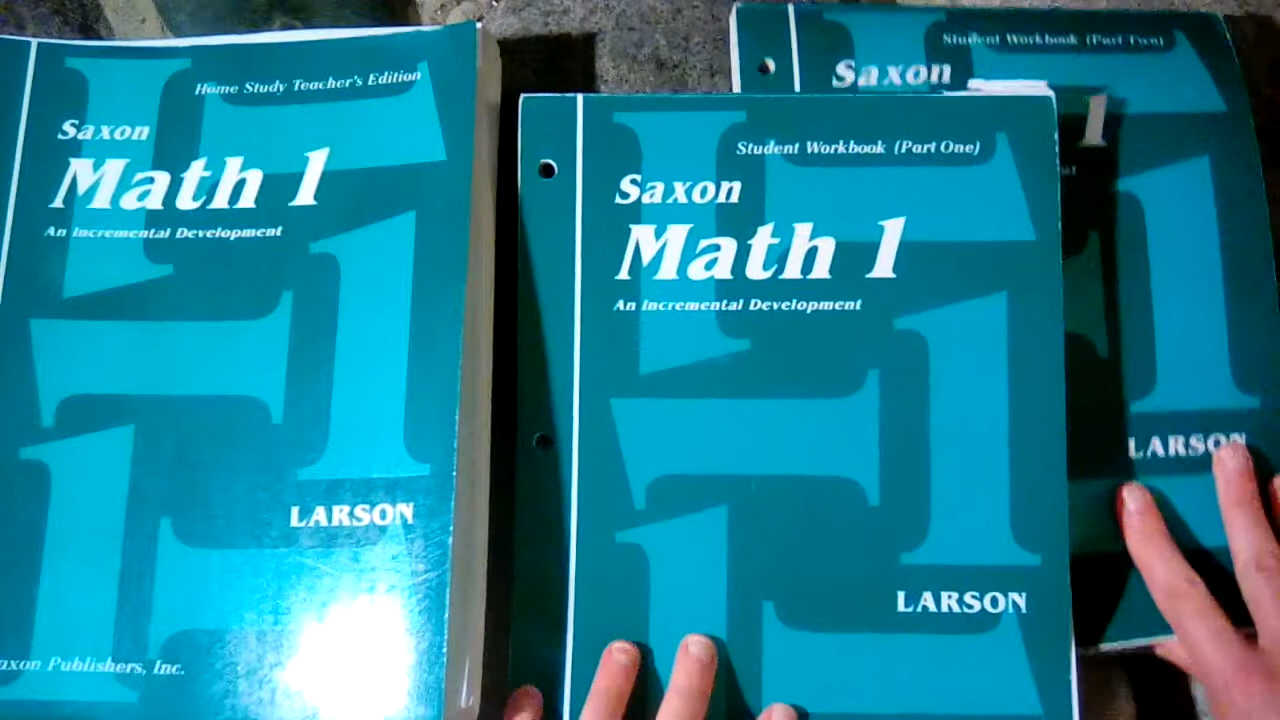 Home Study Teacher's Edition
Saxon
Math 1
An Incremental Development
LARSON
Publishers, Inc.
Student Workbook (Part One)
Saxon
Math 1
An Incremental Development
LARSON
Student Workbook (Part Two)
Saxon
1
LARSON